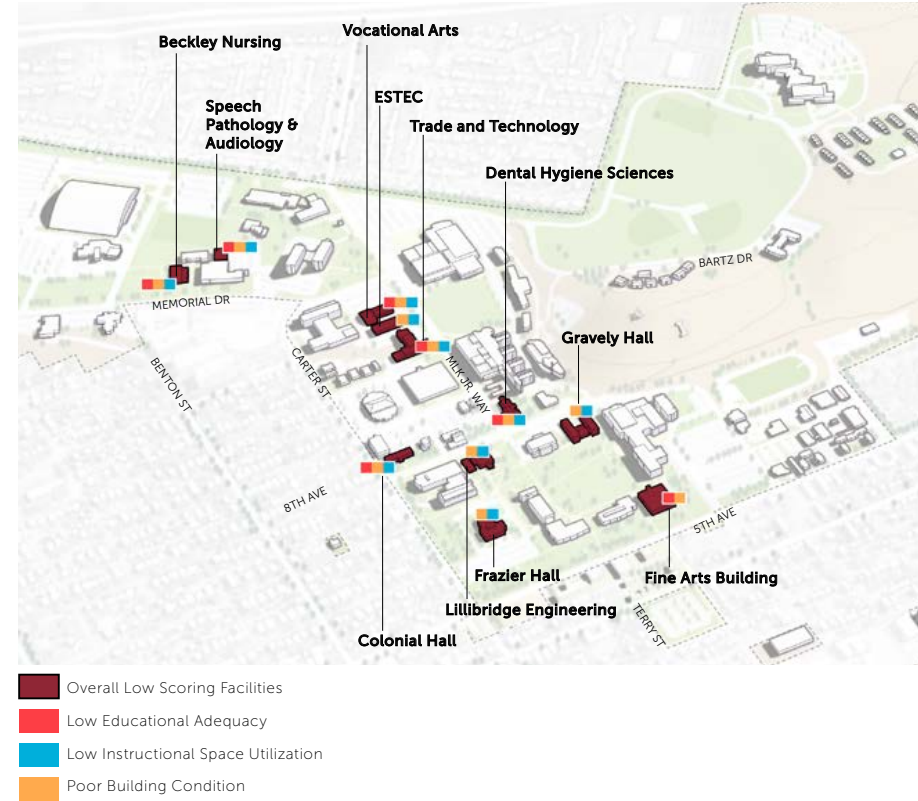 Vocational Arts
Beckley Nursing
ESTEC
Speech
Pathology &
Audiology
Trade and Technology
Dental Hygiene Sciences
BARTZ DR
MEMORIAL DR
Gravely Hall
CARTER ST
MLK JR. WAY
BENTON ST
8TH AVE
5TH AVE
Frazier Hall
Fine Arts Building
Lillibridge Engineering
TERRY ST
Colonial Hall
Overall Low Scoring Facilities
Low Educational Adequacy
Low Instructional Space Utilization
Poor Building Condition